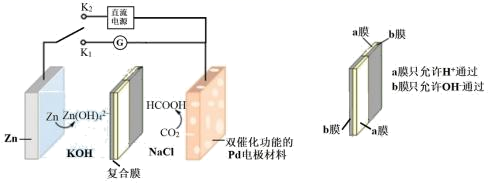 K₂
直流
电源
K₁
G
a膜
b膜
Zn
Zn
Zn(OH)₄²⁻
HCOOH
CO₂
KOH
NaCl
复合膜
双催化功能的
Pd电极材料
b膜
a膜
a膜只允许H⁺通过
b膜只允许OH⁻通过